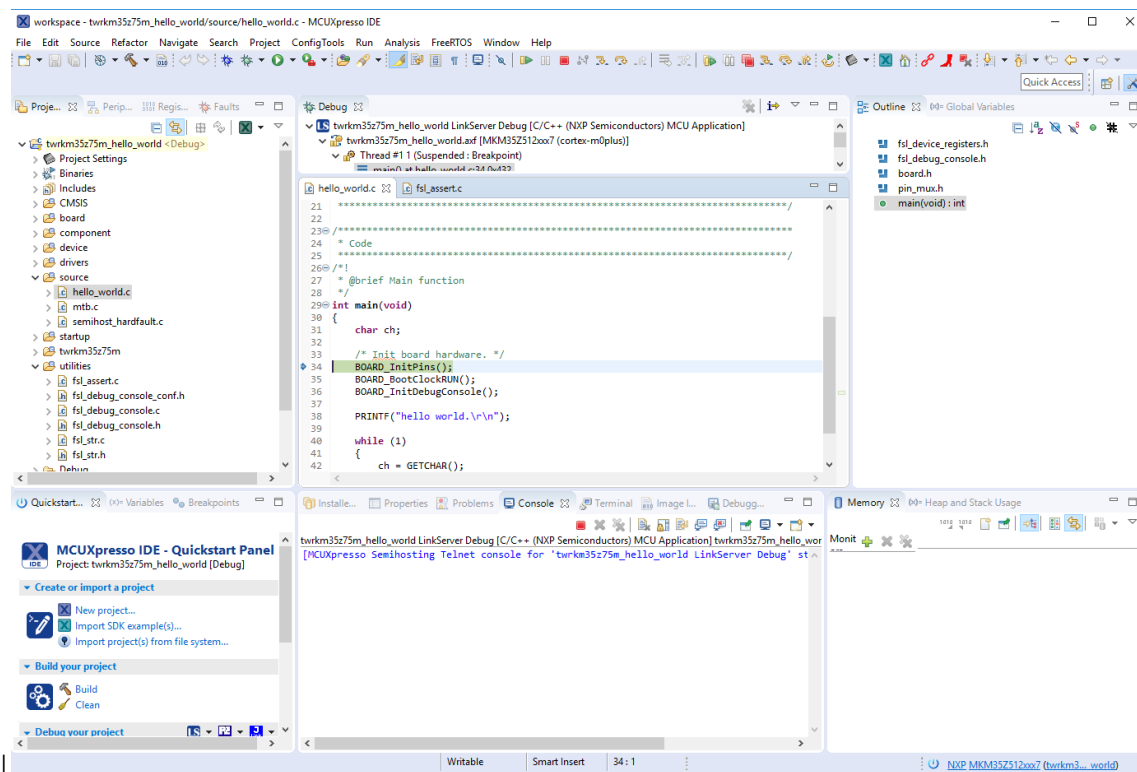 workspace - twrkm35z75m_hello_world/source/hello_world.c - MCUXpresso IDE
File Edit Source Refactor Navigate Search Project ConfigTools Run Analysis FreeRTOS Window Help
Quick Access
Proje... Perip... Regis... Faults
twrkm35z75m_hello_world <Debug>
Project Settings
Binaries
Includes
CMSIS
board
component
device
drivers
source
hello_world.c
mtb.c
semihost_hardfault.c
startup
twrkm35z75m
utilities
fsl_assert.c
fsl_debug_console_conf.h
fsl_debug_console.c
fsl_debug_console.h
fsl_str.c
fsl_str.h
Debug
Debug
twrkm35z75m_hello_world LinkServer Debug [C/C++ (NXP Semiconductors) MCU Application]
twrkm35z75m_hello_world.axf [MKM35Z512xxx7 (cortex-m0plus)]
Thread #1 1 (Suspended : Breakpoint)
main() at hello_world.c:34 0x432
hello_world.c fsl_assert.c
21 ******************************************************************************/
22
23 /*******************************************************************************
24 * Code
25 ******************************************************************************/
26 /*!
27 * @brief Main function
28 */
29 int main(void)
30 {
31 char ch;
32
33 /* Init board hardware. */
34 BOARD_InitPins();
35 BOARD_BootClockRUN();
36 BOARD_InitDebugConsole();
37
38 PRINTF("hello world.\r\n");
39
40 while (1)
41 {
42 ch = GETCHAR();
Outline Global Variables
fsl_device_registers.h
fsl_debug_console.h
board.h
pin_mux.h
main(void) : int
Quickstart... (x)= Variables Breakpoints
MCUXpresso IDE - Quickstart Panel
Project: twrkm35z75m_hello_world [Debug]
IDE
Create or import a project
New project...
Import SDK example(s)...
Import project(s) from file system...
Build your project
Build
Clean
Debug your project
LS
Installe... Properties Problems Console Terminal Image I... Debugg...
twrkm35z75m_hello_world LinkServer Debug [C/C++ (NXP Semiconductors) MCU Application] twrkm35z75m_hello_wor
[MCUXpresso Semihosting Telnet console for 'twrkm35z75m_hello_world LinkServer Debug' st
Memory Heap and Stack Usage
Monit
Writable Smart Insert 34 : 1
NXP MKM35Z512xxx7 (twrkm3... world)